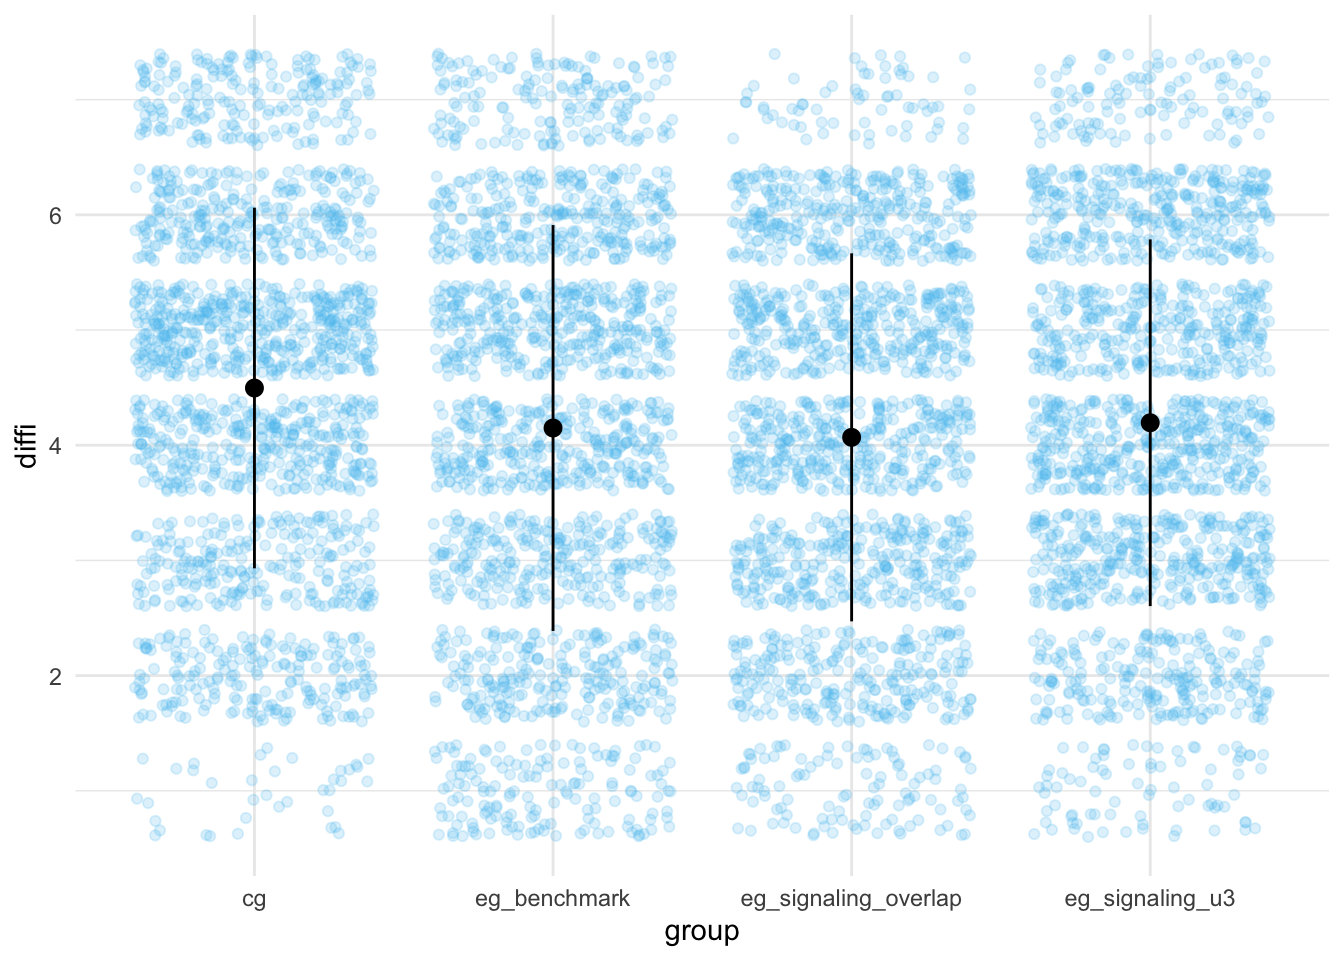 diffi
6
4
2
cg
eg_benchmark
eg_signaling_overlap
eg_signaling_u3
group